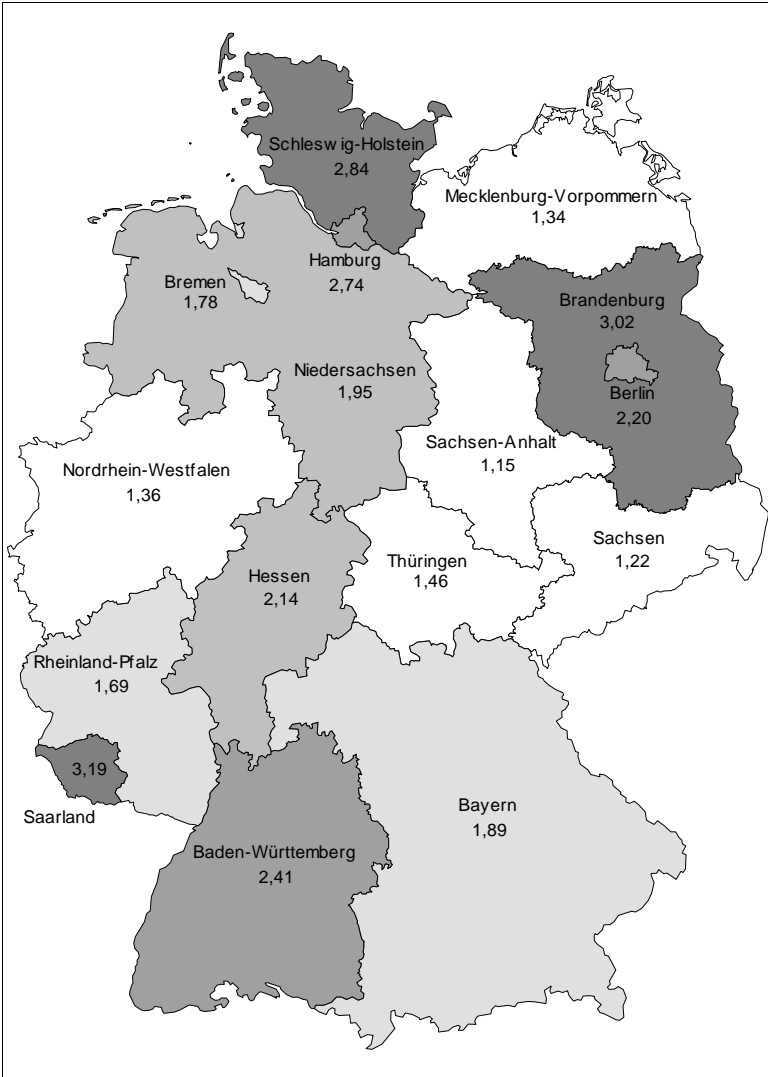 Schleswig-Holstein
2,84
Mecklenburg-Vorpommern
1,34
Hamburg
2,74
Bremen
1,78
Brandenburg
3,02
Niedersachsen
1,95
Berlin
2,20
Sachsen-Anhalt
1,15
Nordrhein-Westfalen
1,36
Sachsen
1,22
Thüringen
1,46
Hessen
2,14
Rheinland-Pfalz
1,69
3,19
Saarland
Bayern
1,89
Baden-Württemberg
2,41